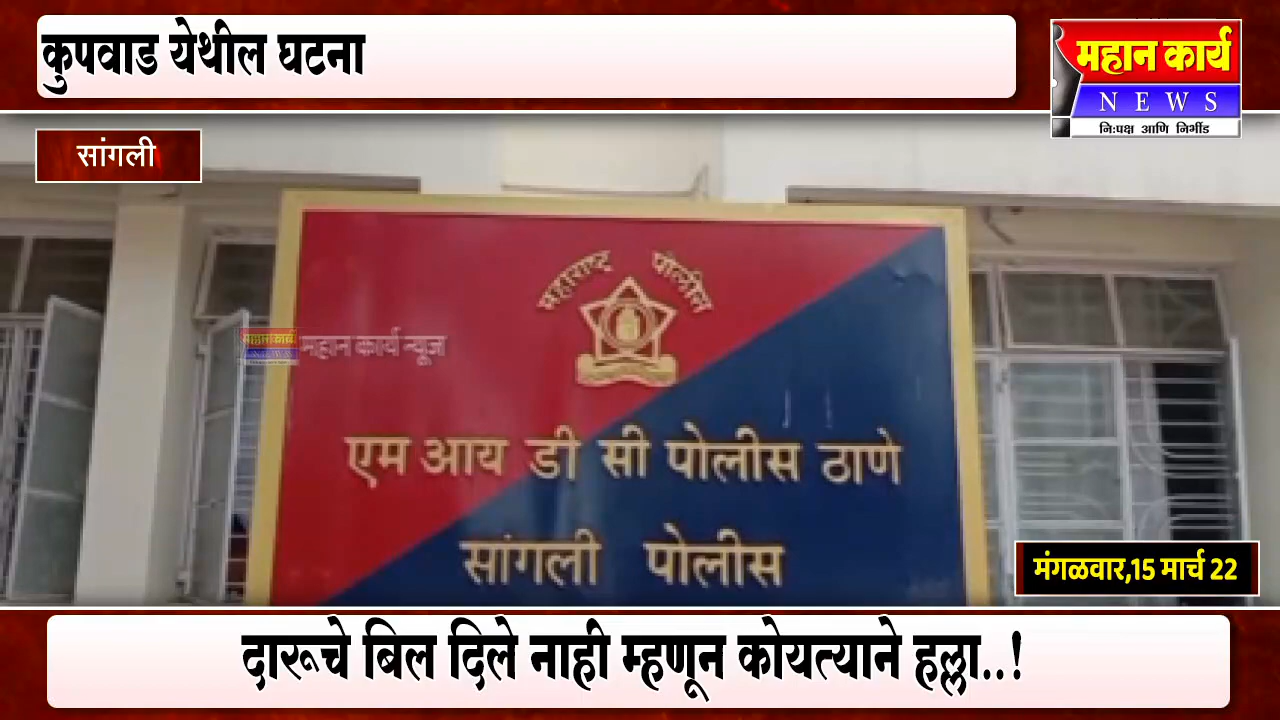 कुपवाड येथील घटना
महान कार्य
NEWS
नि:पक्ष आणि निर्भीड
सांगली
महाराष्ट्र पोलीस
महान कार्य न्यूज
एम आय डी सी पोलीस ठाणे
सांगली पोलीस
मंगळवार,15 मार्च 22
दारूचे बिल दिले नाही म्हणून कोयत्याने हल्ला..!